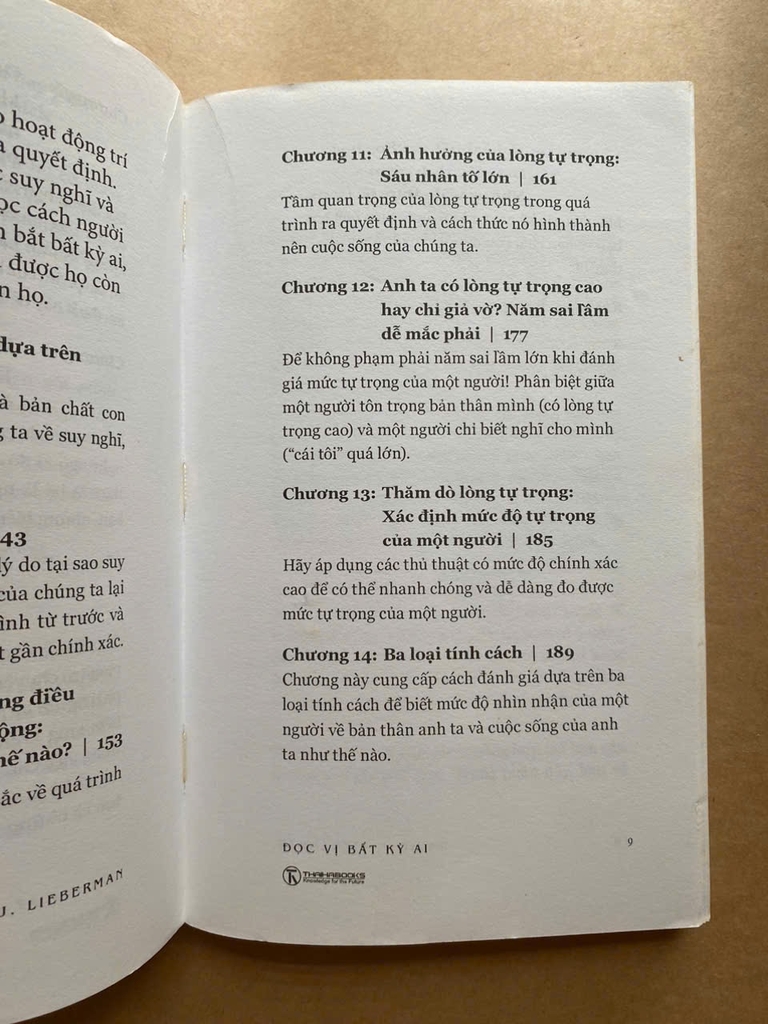 hoạt động trí
quyết định.
suy nghĩ và
cách người
bắt bất kỳ ai,
được họ còn
họ.
dựa trên
bản chất con
ta về suy nghĩ,
43
lý do tại sao suy
của chúng ta lại
mình từ trước và
gần chính xác.
điều
động:
thế nào? | 153
sắc về quá trình
J. LIEBERMAN
Chương 11: Ảnh hưởng của lòng tự trọng:
Sáu nhân tố lớn | 161
Tầm quan trọng của lòng tự trọng trong quá
trình ra quyết định và cách thức nó hình thành
nên cuộc sống của chúng ta.
Chương 12: Anh ta có lòng tự trọng cao
hay chỉ giả vờ? Năm sai lầm
dễ mắc phải | 177
Để không phạm phải năm sai lầm lớn khi đánh
giá mức tự trọng của một người! Phân biệt giữa
một người tôn trọng bản thân mình (có lòng tự
trọng cao) và một người chỉ biết nghĩ cho mình
(“cái tôi” quá lớn).
Chương 13: Thăm dò lòng tự trọng:
Xác định mức độ tự trọng
của một người | 185
Hãy áp dụng các thủ thuật có mức độ chính xác
cao để có thể nhanh chóng và dễ dàng đo được
mức tự trọng của một người.
Chương 14: Ba loại tính cách | 189
Chương này cung cấp cách đánh giá dựa trên ba
loại tính cách để biết mức độ nhìn nhận của một
người về bản thân anh ta và cuộc sống của anh
ta như thế nào.
ĐỌC VỊ BẤT KỲ AI
9
THAIHABOOKS
Knowledge for the Future